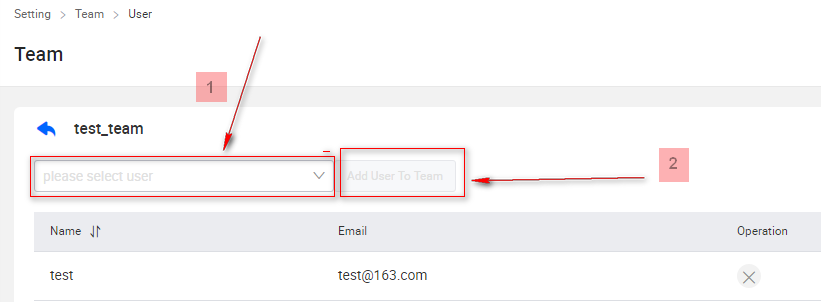 Setting > Team > User
Team
1
test_team
please select user
Add User To Team
2
Name Email Operation
test test@163.com